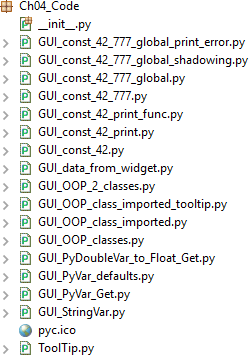 Ch04_Code
__init__.py
GUI_const_42_777_global_print_error.py
GUI_const_42_777_global_shadowing.py
GUI_const_42_777_global.py
GUI_const_42_777.py
GUI_const_42_print_func.py
GUI_const_42_print.py
GUI_const_42.py
GUI_data_from_widget.py
GUI_OOP_2_classes.py
GUI_OOP_class_imported_tooltip.py
GUI_OOP_class_imported.py
GUI_OOP_classes.py
GUI_PyDoubleVar_to_Float_Get.py
GUI_PyVar_defaults.py
GUI_PyVar_Get.py
GUI_StringVar.py
pyc.ico
ToolTip.py